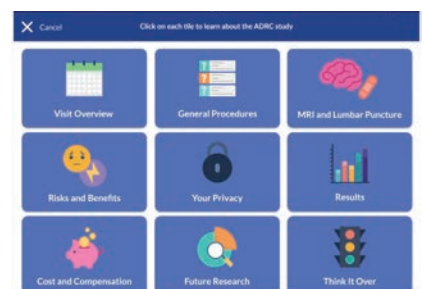 Cancel
Click on each tile to learn about the ADRC study
Visit Overview
General Procedures
MRI and Lumbar Puncture
Risks and Benefits
Your Privacy
Results
Cost and Compensation
Future Research
Think It Over